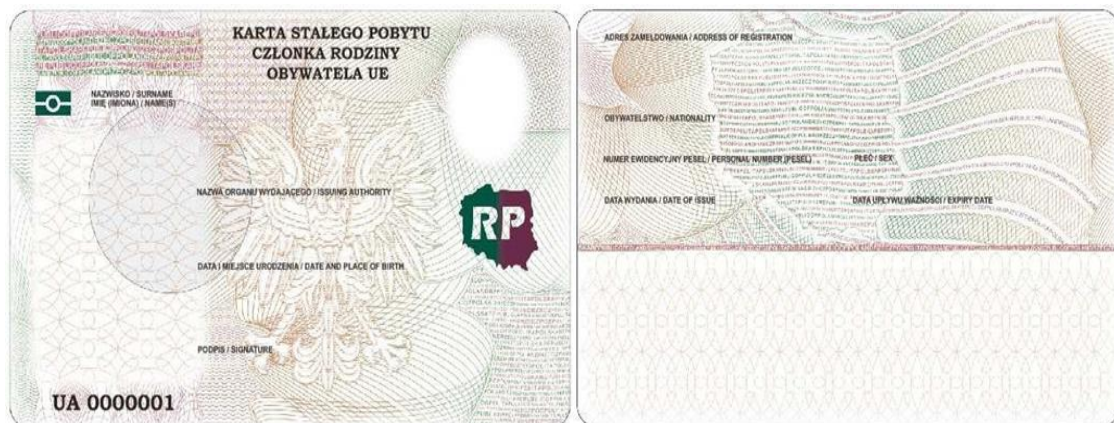 KARTA STAŁEGO POBYTU
CZŁONKA RODZINY
OBYWATELA UE
NAZWISKO / SURNAME
IMIĘ (IMIONA) / NAME(S)
NAZWA ORGANU WYDAJĄCEGO / ISSUING AUTHORITY
RP
DATA I MIEJSCE URODZENIA / DATE AND PLACE OF BIRTH
PODPIS / SIGNATURE
UA 0000001
ADRES ZAMELDOWANIA / ADDRESS OF REGISTRATION
OBYWATELSTWO / NATIONALITY
NUMER EWIDENCYJNY PESEL / PERSONAL NUMBER (PESEL)
PŁEĆ / SEX
DATA WYDANIA / DATE OF ISSUE
DATA UPŁYWU WAŻNOŚCI / EXPIRY DATE